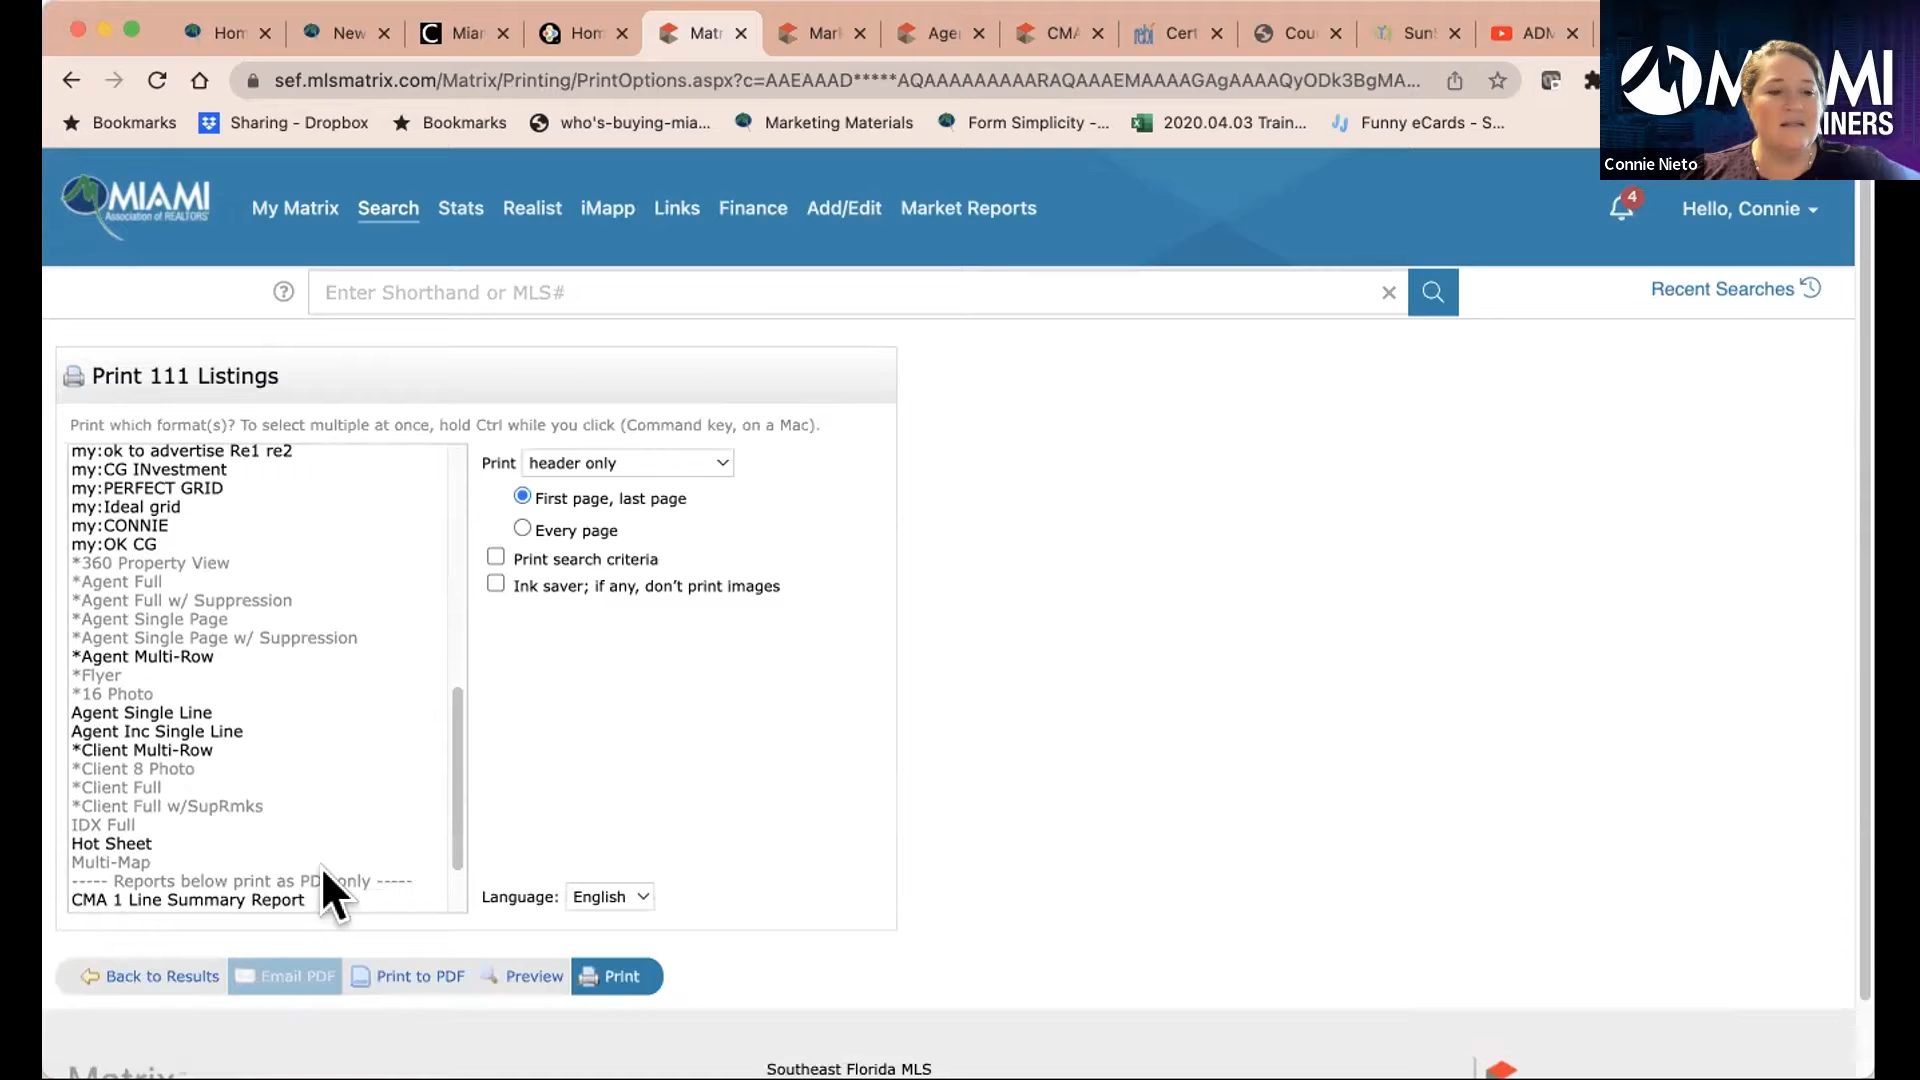 Hom
New
Miar
Hom
Matr
Mar
Age
CMA
Cert
Cou
Sun
ADM
sef.mlsmatrix.com/Matrix/Printing/PrintOptions.aspx?c=AAEAAAD*****AQAAAAAAAAARAQAAAEMAAAAGAgAAAAQyODk3BgMA...
Bookmarks
Sharing - Dropbox
Bookmarks
who's-buying-mia...
Marketing Materials
Form Simplicity -...
2020.04.03 Train...
Funny eCards - S...
Connie Nieto
MIAMI
Association of REALTORS
My Matrix
Search
Stats
Realist
iMapp
Links
Finance
Add/Edit
Market Reports
4
Hello, Connie
Enter Shorthand or MLS#
Recent Searches
Print 111 Listings
Print which format(s)? To select multiple at once, hold Ctrl while you click (Command key, on a Mac).
my:ok to advertise Re1 re2
my:CG INvestment
my:PERFECT GRID
my:Ideal grid
my:CONNIE
my:OK CG
*360 Property View
*Agent Full
*Agent Full w/ Suppression
*Agent Single Page
*Agent Single Page w/ Suppression
*Agent Multi-Row
*Flyer
*16 Photo
Agent Single Line
Agent Inc Single Line
*Client Multi-Row
*Client 8 Photo
*Client Full
*Client Full w/SupRmks
IDX Full
Hot Sheet
Multi-Map
----- Reports below print as PD only -----
CMA 1 Line Summary Report
Print header only
First page, last page
Every page
Print search criteria
Ink saver; if any, don't print images
Language: English
Back to Results
Email PDF
Print to PDF
Preview
Print
Matrix
Southeast Florida MLS